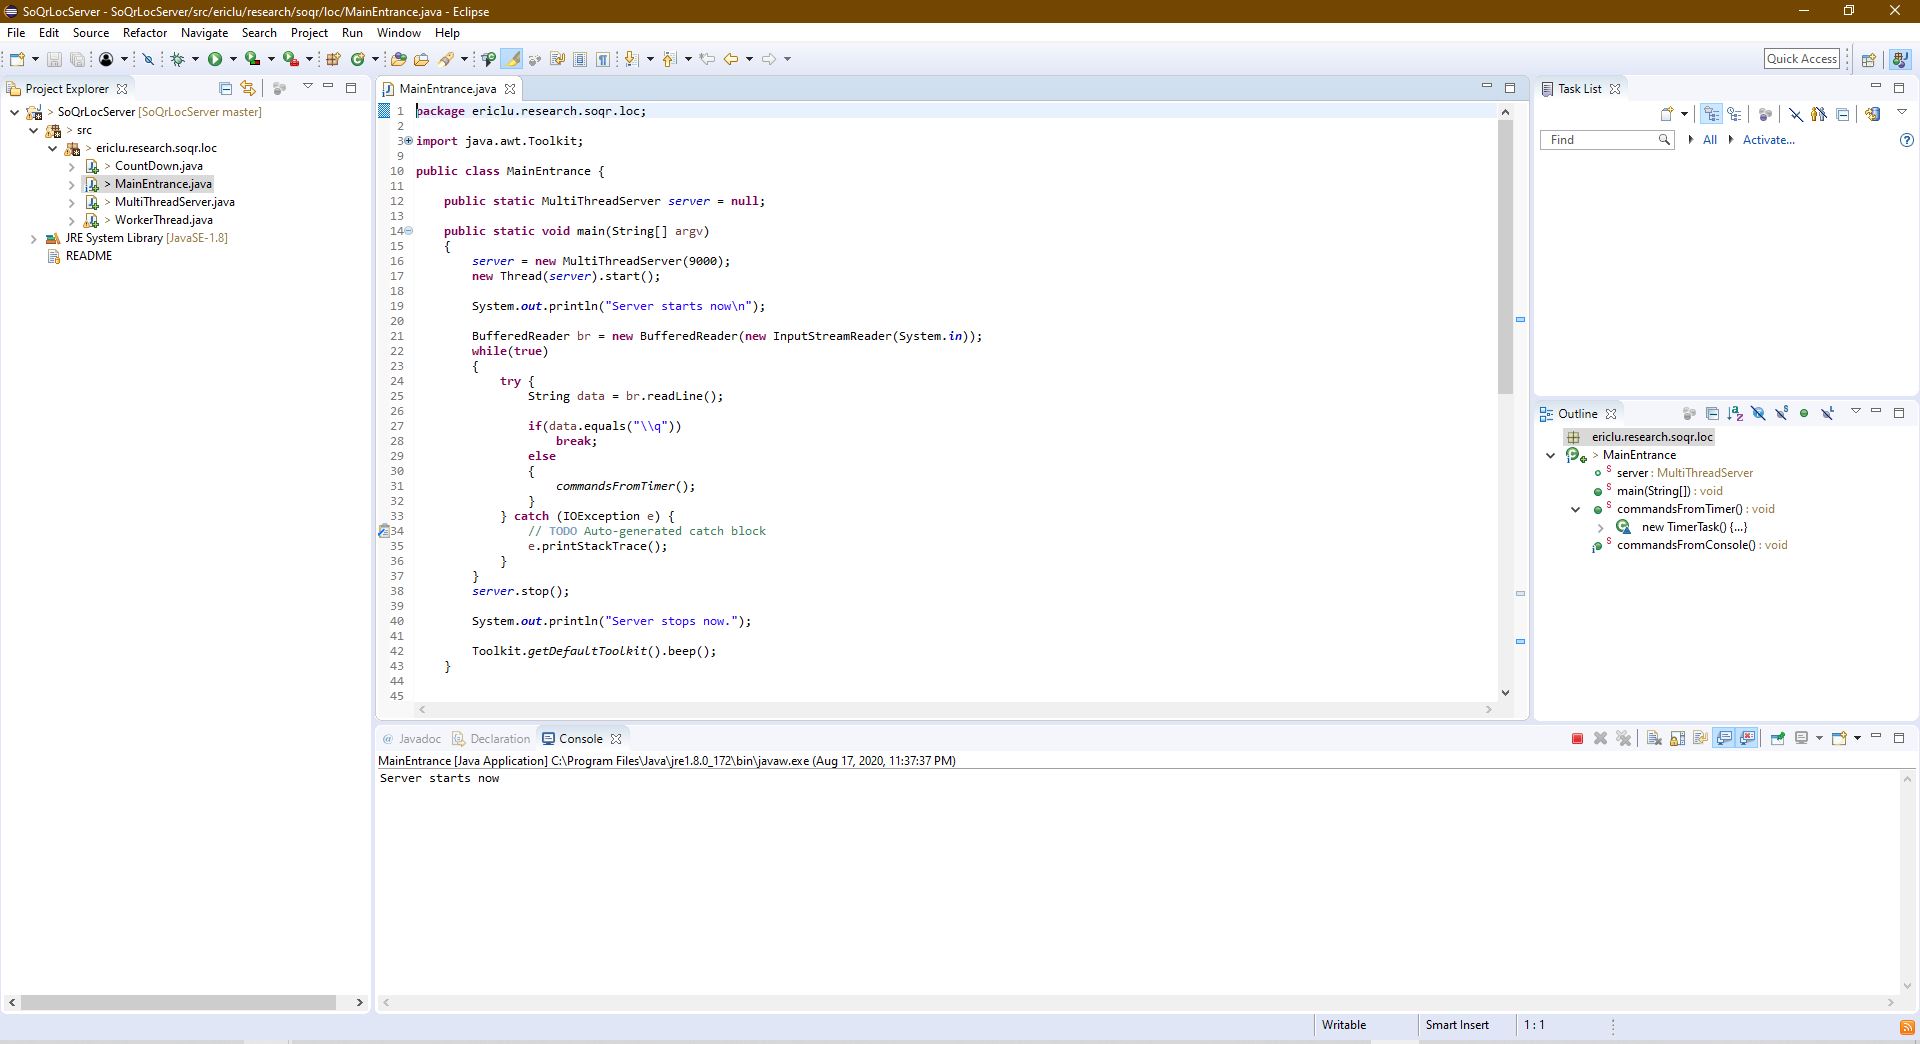 SoQrLocServer - SoQrLocServer/src/ericlu/research/soqr/loc/MainEntrance.java - Eclipse
File Edit Source Refactor Navigate Search Project Run Window Help
Quick Access
Project Explorer
> SoQrLocServer [SoQrLocServer master]
> src
> ericlu.research.soqr.loc
> CountDown.java
> MainEntrance.java
> MultiThreadServer.java
> WorkerThread.java
JRE System Library [JavaSE-1.8]
README
MainEntrance.java
1 package ericlu.research.soqr.loc;
2
3 import java.awt.Toolkit;
9
10 public class MainEntrance {
11
12 public static MultiThreadServer server = null;
13
14 public static void main(String[] argv)
15 {
16 server = new MultiThreadServer(9000);
17 new Thread(server).start();
18
19 System.out.println("Server starts now\n");
20
21 BufferedReader br = new BufferedReader(new InputStreamReader(System.in));
22 while(true)
23 {
24 try {
25 String data = br.readLine();
26
27 if(data.equals("\\q"))
28 break;
29 else
30 {
31 commandsFromTimer();
32 }
33 } catch (IOException e) {
34 // TODO Auto-generated catch block
35 e.printStackTrace();
36 }
37 }
38 server.stop();
39
40 System.out.println("Server stops now.");
41
42 Toolkit.getDefaultToolkit().beep();
43 }
44
45
Task List
Find All Activate...
Outline
ericlu.research.soqr.loc
> MainEntrance
server : MultiThreadServer
main(String[]) : void
commandsFromTimer() : void
new TimerTask() {...}
commandsFromConsole() : void
@ Javadoc Declaration Console
MainEntrance [Java Application] C:\Program Files\Java\jre1.8.0_172\bin\javaw.exe (Aug 17, 2020, 11:37:37 PM)
Server starts now
Writable Smart Insert 1 : 1